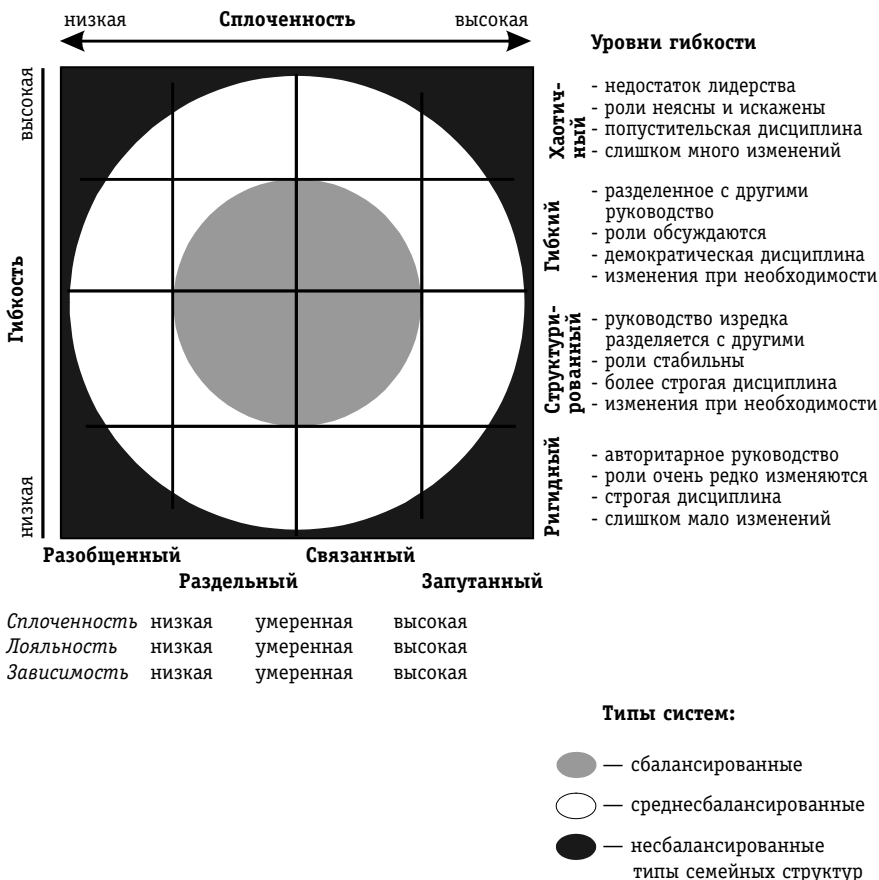 низкая Сплоченность высокая
Уровни гибкости
высокая
Гибкость
низкая
Хаотич-
ный
- недостаток лидерства
- роли неясны и искажены
- попустительская дисциплина
- слишком много изменений
Гибкий
- разделенное с другими
руководство
- роли обсуждаются
- демократическая дисциплина
- изменения при необходимости
Структури-
рованный
- руководство изредка
разделяется с другими
- роли стабильны
- более строгая дисциплина
- изменения при необходимости
Ригидный
- авторитарное руководство
- роли очень редко изменяются
- строгая дисциплина
- слишком мало изменений
Разобщенный Связанный
Раздельный Запутанный
Сплоченность низкая умеренная высокая
Лояльность низкая умеренная высокая
Зависимость низкая умеренная высокая
Типы систем:
— сбалансированные
— среднесбалансированные
— несбалансированные
типы семейных структур